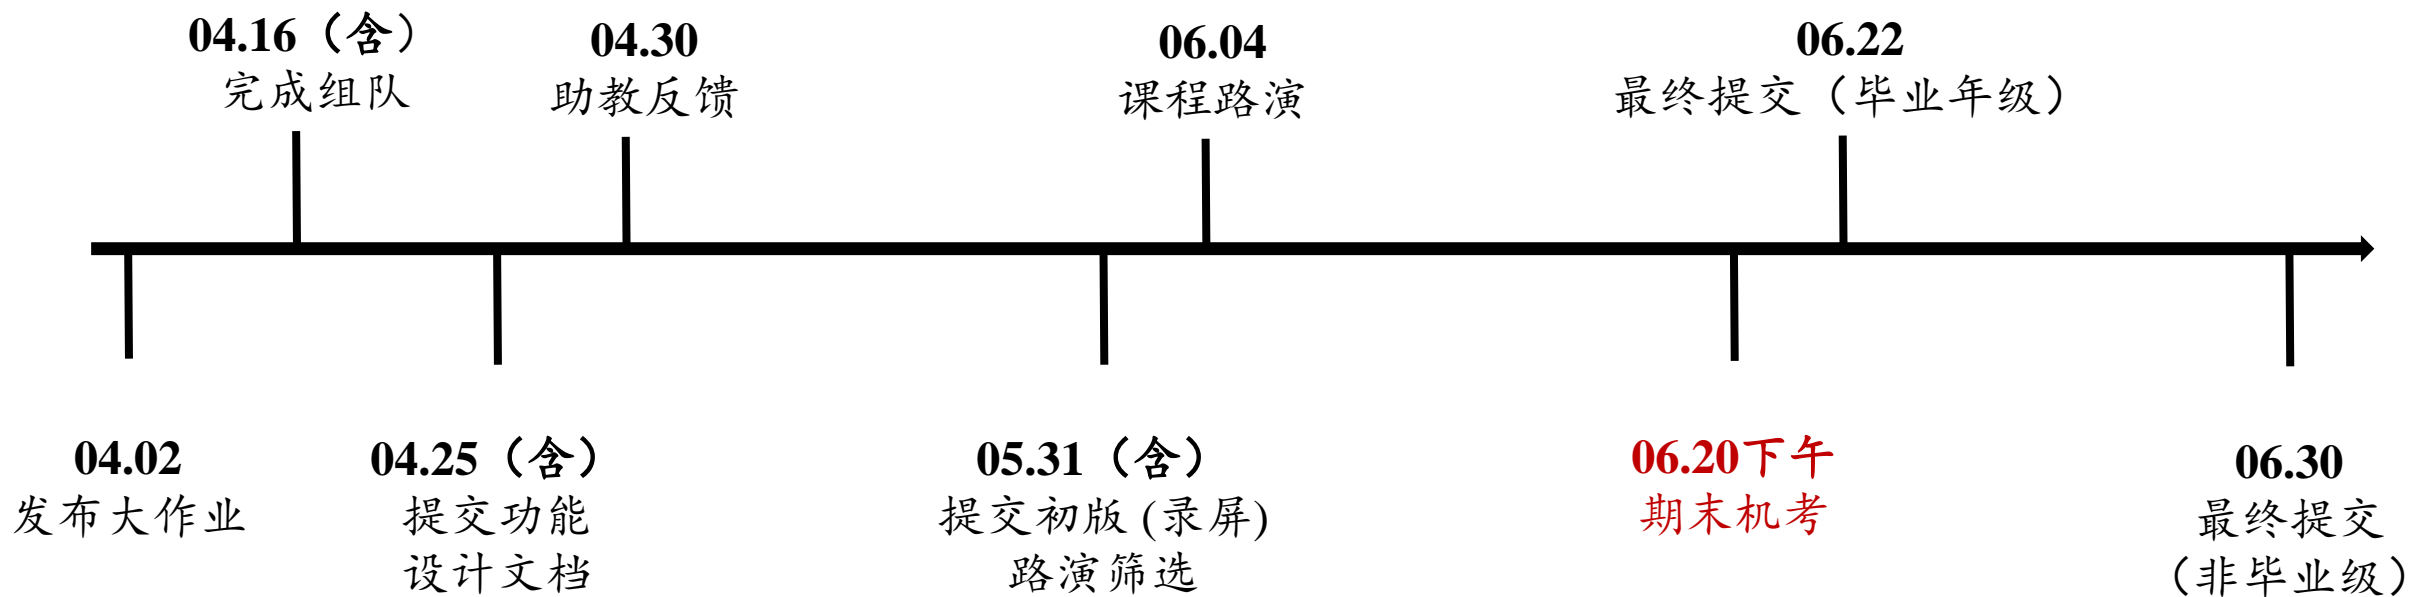 04.16（含）
完成组队
04.30
助教反馈
06.04
课程路演
06.22
最终提交（毕业年级）
04.02
发布大作业
04.25（含）
提交功能
设计文档
05.31（含）
提交初版 (录屏)
路演筛选
06.20下午
期末机考
06.30
最终提交
（非毕业级）